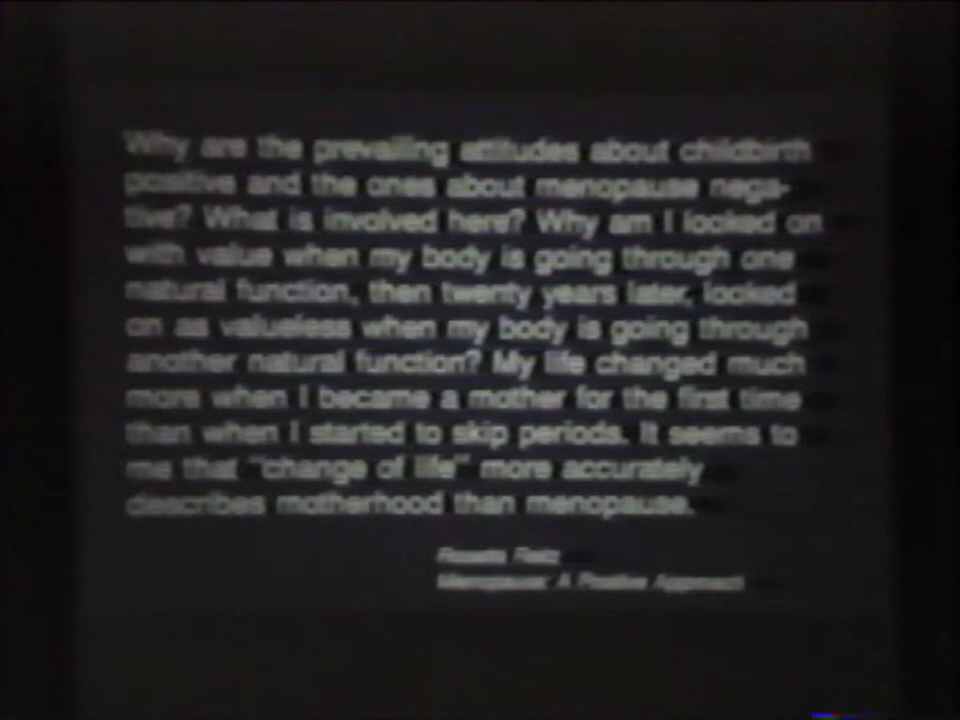 Why are the prevailing attitudes about childbirth
positive and the ones about menopause nega-
tive? What is involved here? Why am I looked on
with value when my body is going through one
natural function, then twenty years later, looked
on as valueless when my body is going through
another natural function? My life changed much
more when I became a mother for the first time
than when I started to skip periods. It seems to
me that "change of life" more accurately
describes motherhood than menopause.
Rosetta Reitz
Menopause: A Positive Approach